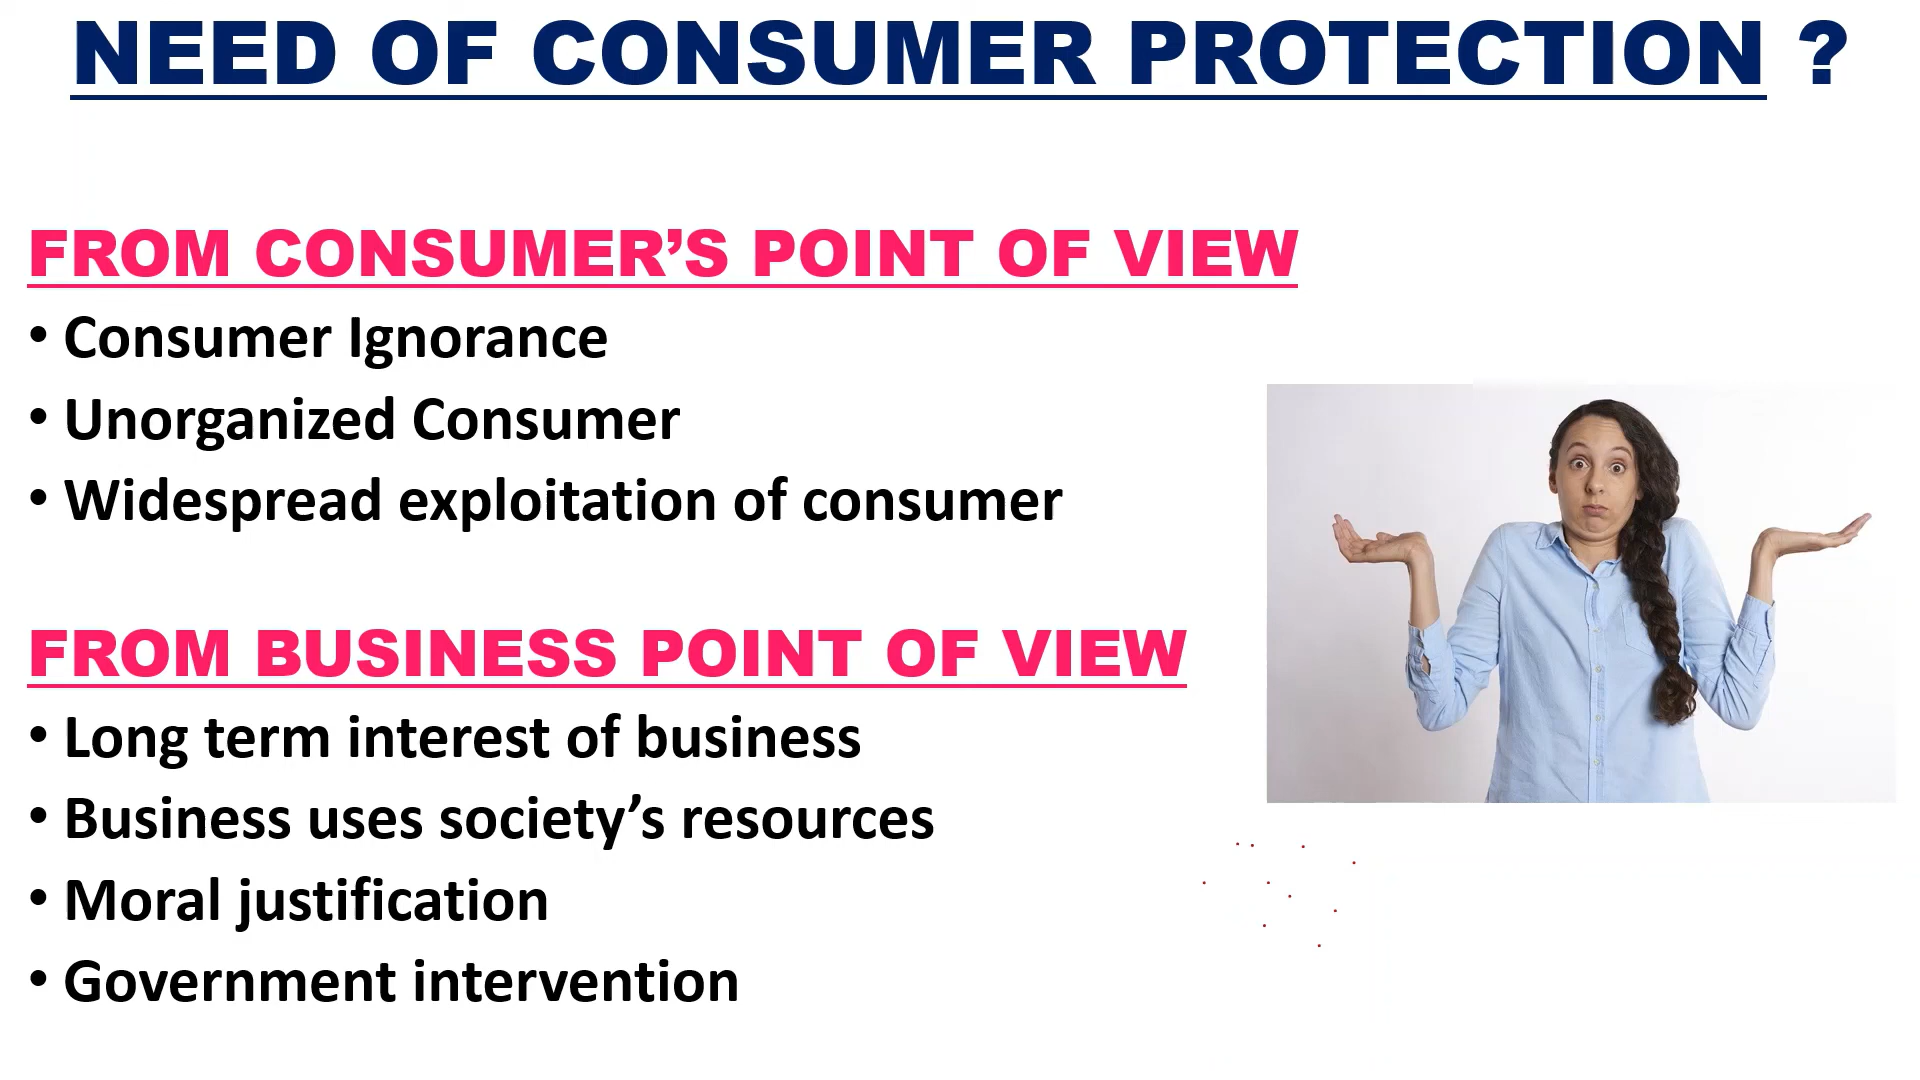 NEED OF CONSUMER PROTECTION ?
FROM CONSUMER’S POINT OF VIEW
• Consumer Ignorance
• Unorganized Consumer
• Widespread exploitation of consumer
FROM BUSINESS POINT OF VIEW
• Long term interest of business
• Business uses society’s resources
• Moral justification
• Government intervention